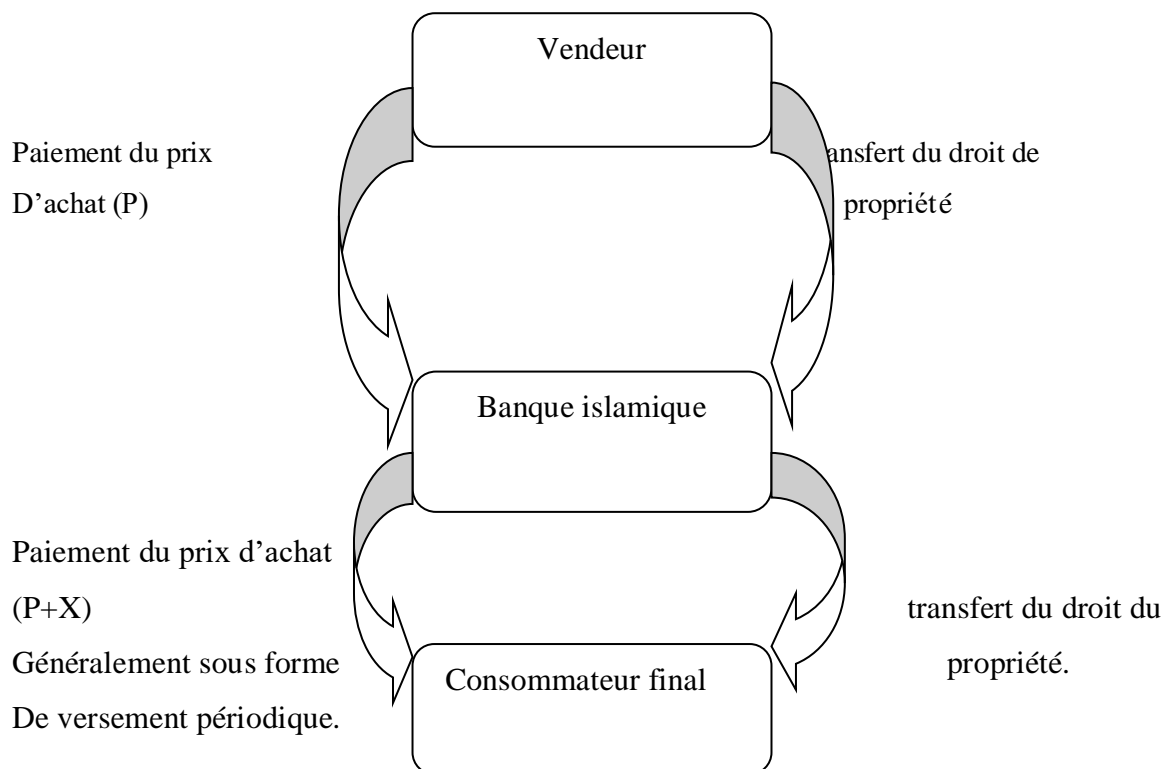 Vendeur
Paiement du prix
D’achat (P)
ansfert du droit de
propriété
Banque islamique
Paiement du prix d’achat
(P+X)
Généralement sous forme
De versement périodique.
transfert du droit du
propriété.
Consommateur final